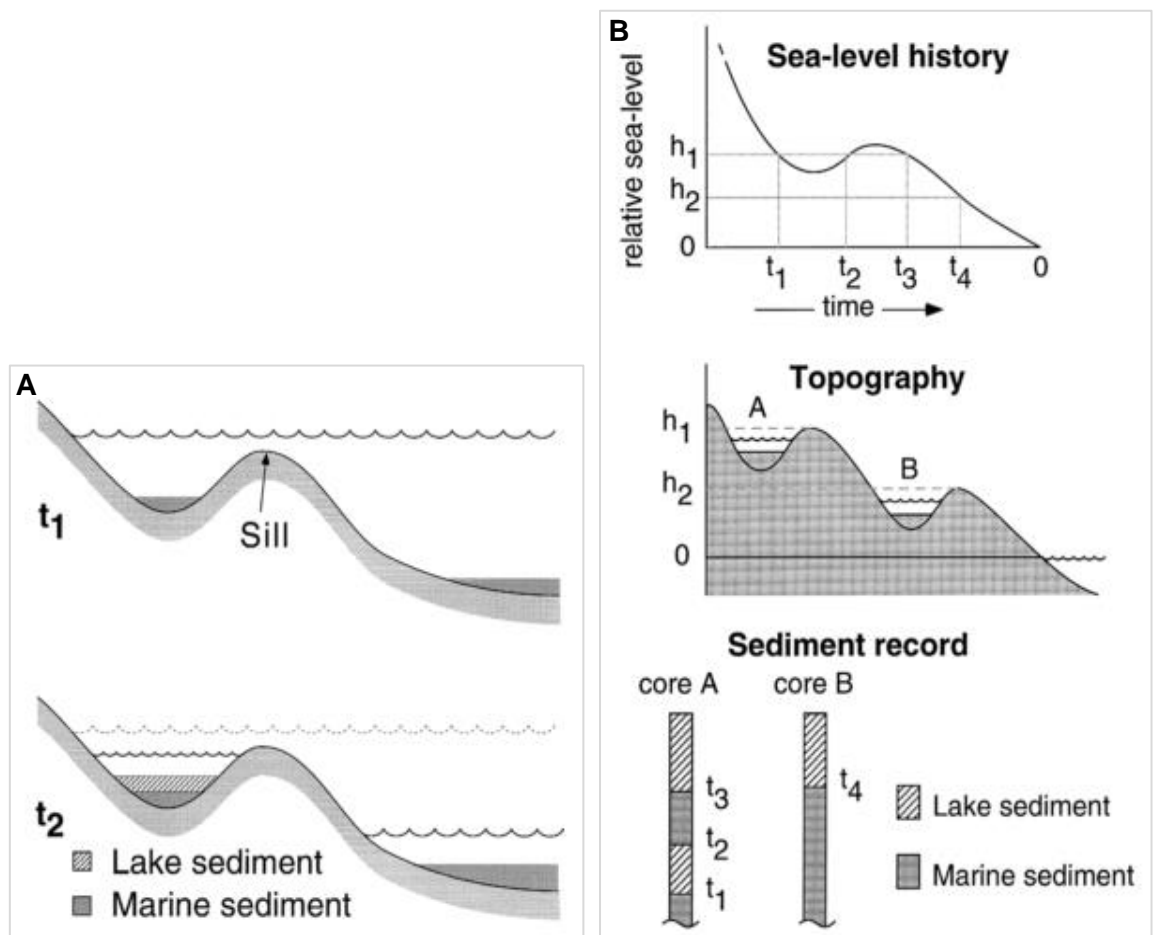 A
t1
Sill
t2
Lake sediment
Marine sediment
B
Sea-level history
relative sea-level
h1
h2
0
t1 t2 t3 t4 0
time
Topography
A
h1
B
h2
0
Sediment record
core A core B
t3
t4
t2
t1
Lake sediment
Marine sediment